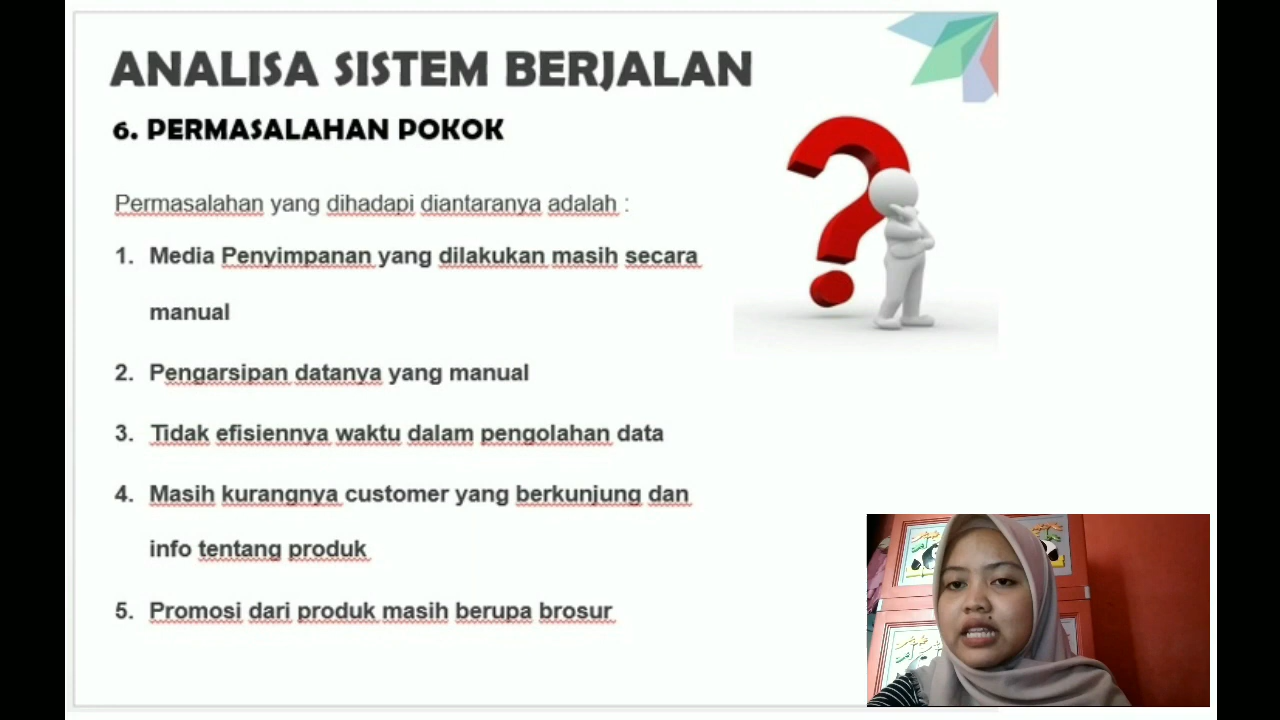 ANALISA SISTEM BERJALAN
6. PERMASALAHAN POKOK
Permasalahan yang dihadapi diantaranya adalah :
1. Media Penyimpanan yang dilakukan masih secara
manual
2. Pengarsipan datanya yang manual
3. Tidak efisiennya waktu dalam pengolahan data
4. Masih kurangnya customer yang berkunjung dan
info tentang produk
5. Promosi dari produk masih berupa brosur